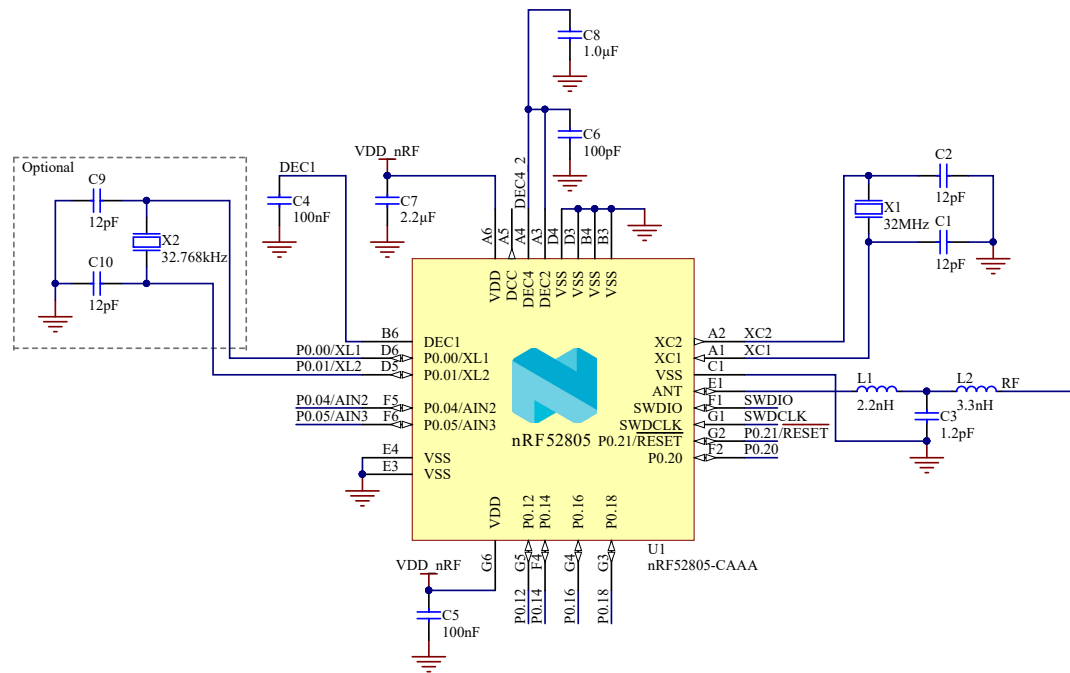 C8
1.0µF
C6
100pF
Optional
C9
12pF
X2
32.768kHz
C10
12pF
DEC1
C4
100nF
VDD_nRF
C7
2.2µF
DEC4_2
A6
A5
A4
A3
D4
D3
B4
B3
VDD
DCC
DEC4
DEC2
VSS
VSS
VSS
VSS
C2
12pF
X1
32MHz
C1
12pF
B6
DEC1
P0.00/XL1
D6
P0.00/XL1
P0.01/XL2
D5
P0.01/XL2
P0.04/AIN2
F5
P0.04/AIN2
P0.05/AIN3
F6
P0.05/AIN3
E4
VSS
E3
VSS
nRF52805
XC2
A2
XC2
XC1
A1
XC1
VSS
C1
ANT
E1
SWDIO
F1
SWDIO
SWDCLK
G1
SWDCLK
P0.21/RESET
G2
P0.21/RESET
P0.20
F2
P0.20
L1
2.2nH
L2
3.3nH
RF
C3
1.2pF
VDD
P0.12
P0.14
P0.16
P0.18
G6
G5
F4
G4
G3
P0.12
P0.14
P0.16
P0.18
U1
nRF52805-CAAA
VDD_nRF
C5
100nF